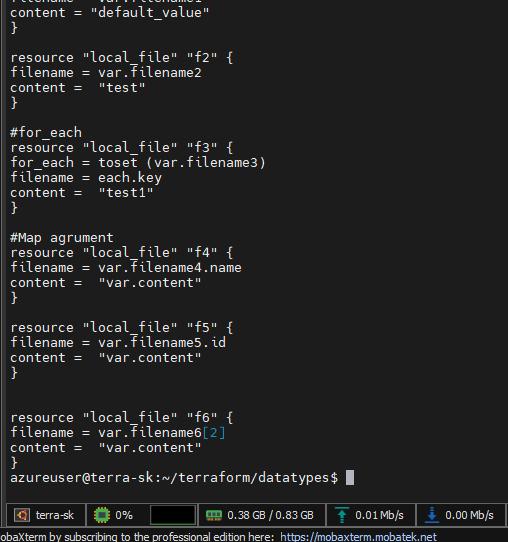 content = "default_value"
}
resource "local_file" "f2" {
filename = var.filename2
content =  "test"
}
#for_each
resource "local_file" "f3" {
for_each = toset (var.filename3)
filename = each.key
content =  "test1"
}
#Map agrument
resource "local_file" "f4" {
filename = var.filename4.name
content =  "var.content"
}
resource "local_file" "f5" {
filename = var.filename5.id
content =  "var.content"
}
resource "local_file" "f6" {
filename = var.filename6[2]
content =  "var.content"
}
azureuser@terra-sk:~/terraform/datatypes$
terra-sk 0% 0.38 GB / 0.83 GB 0.01 Mb/s 0.00 Mb/s
obaXterm by subscribing to the professional edition here: https://mobaxterm.mobatek.net